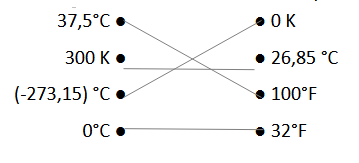 37,5°C ● ● 0 K
300 K ● ● 26,85 °C
(-273,15) °C ● ● 100°F
0°C ● ● 32°F